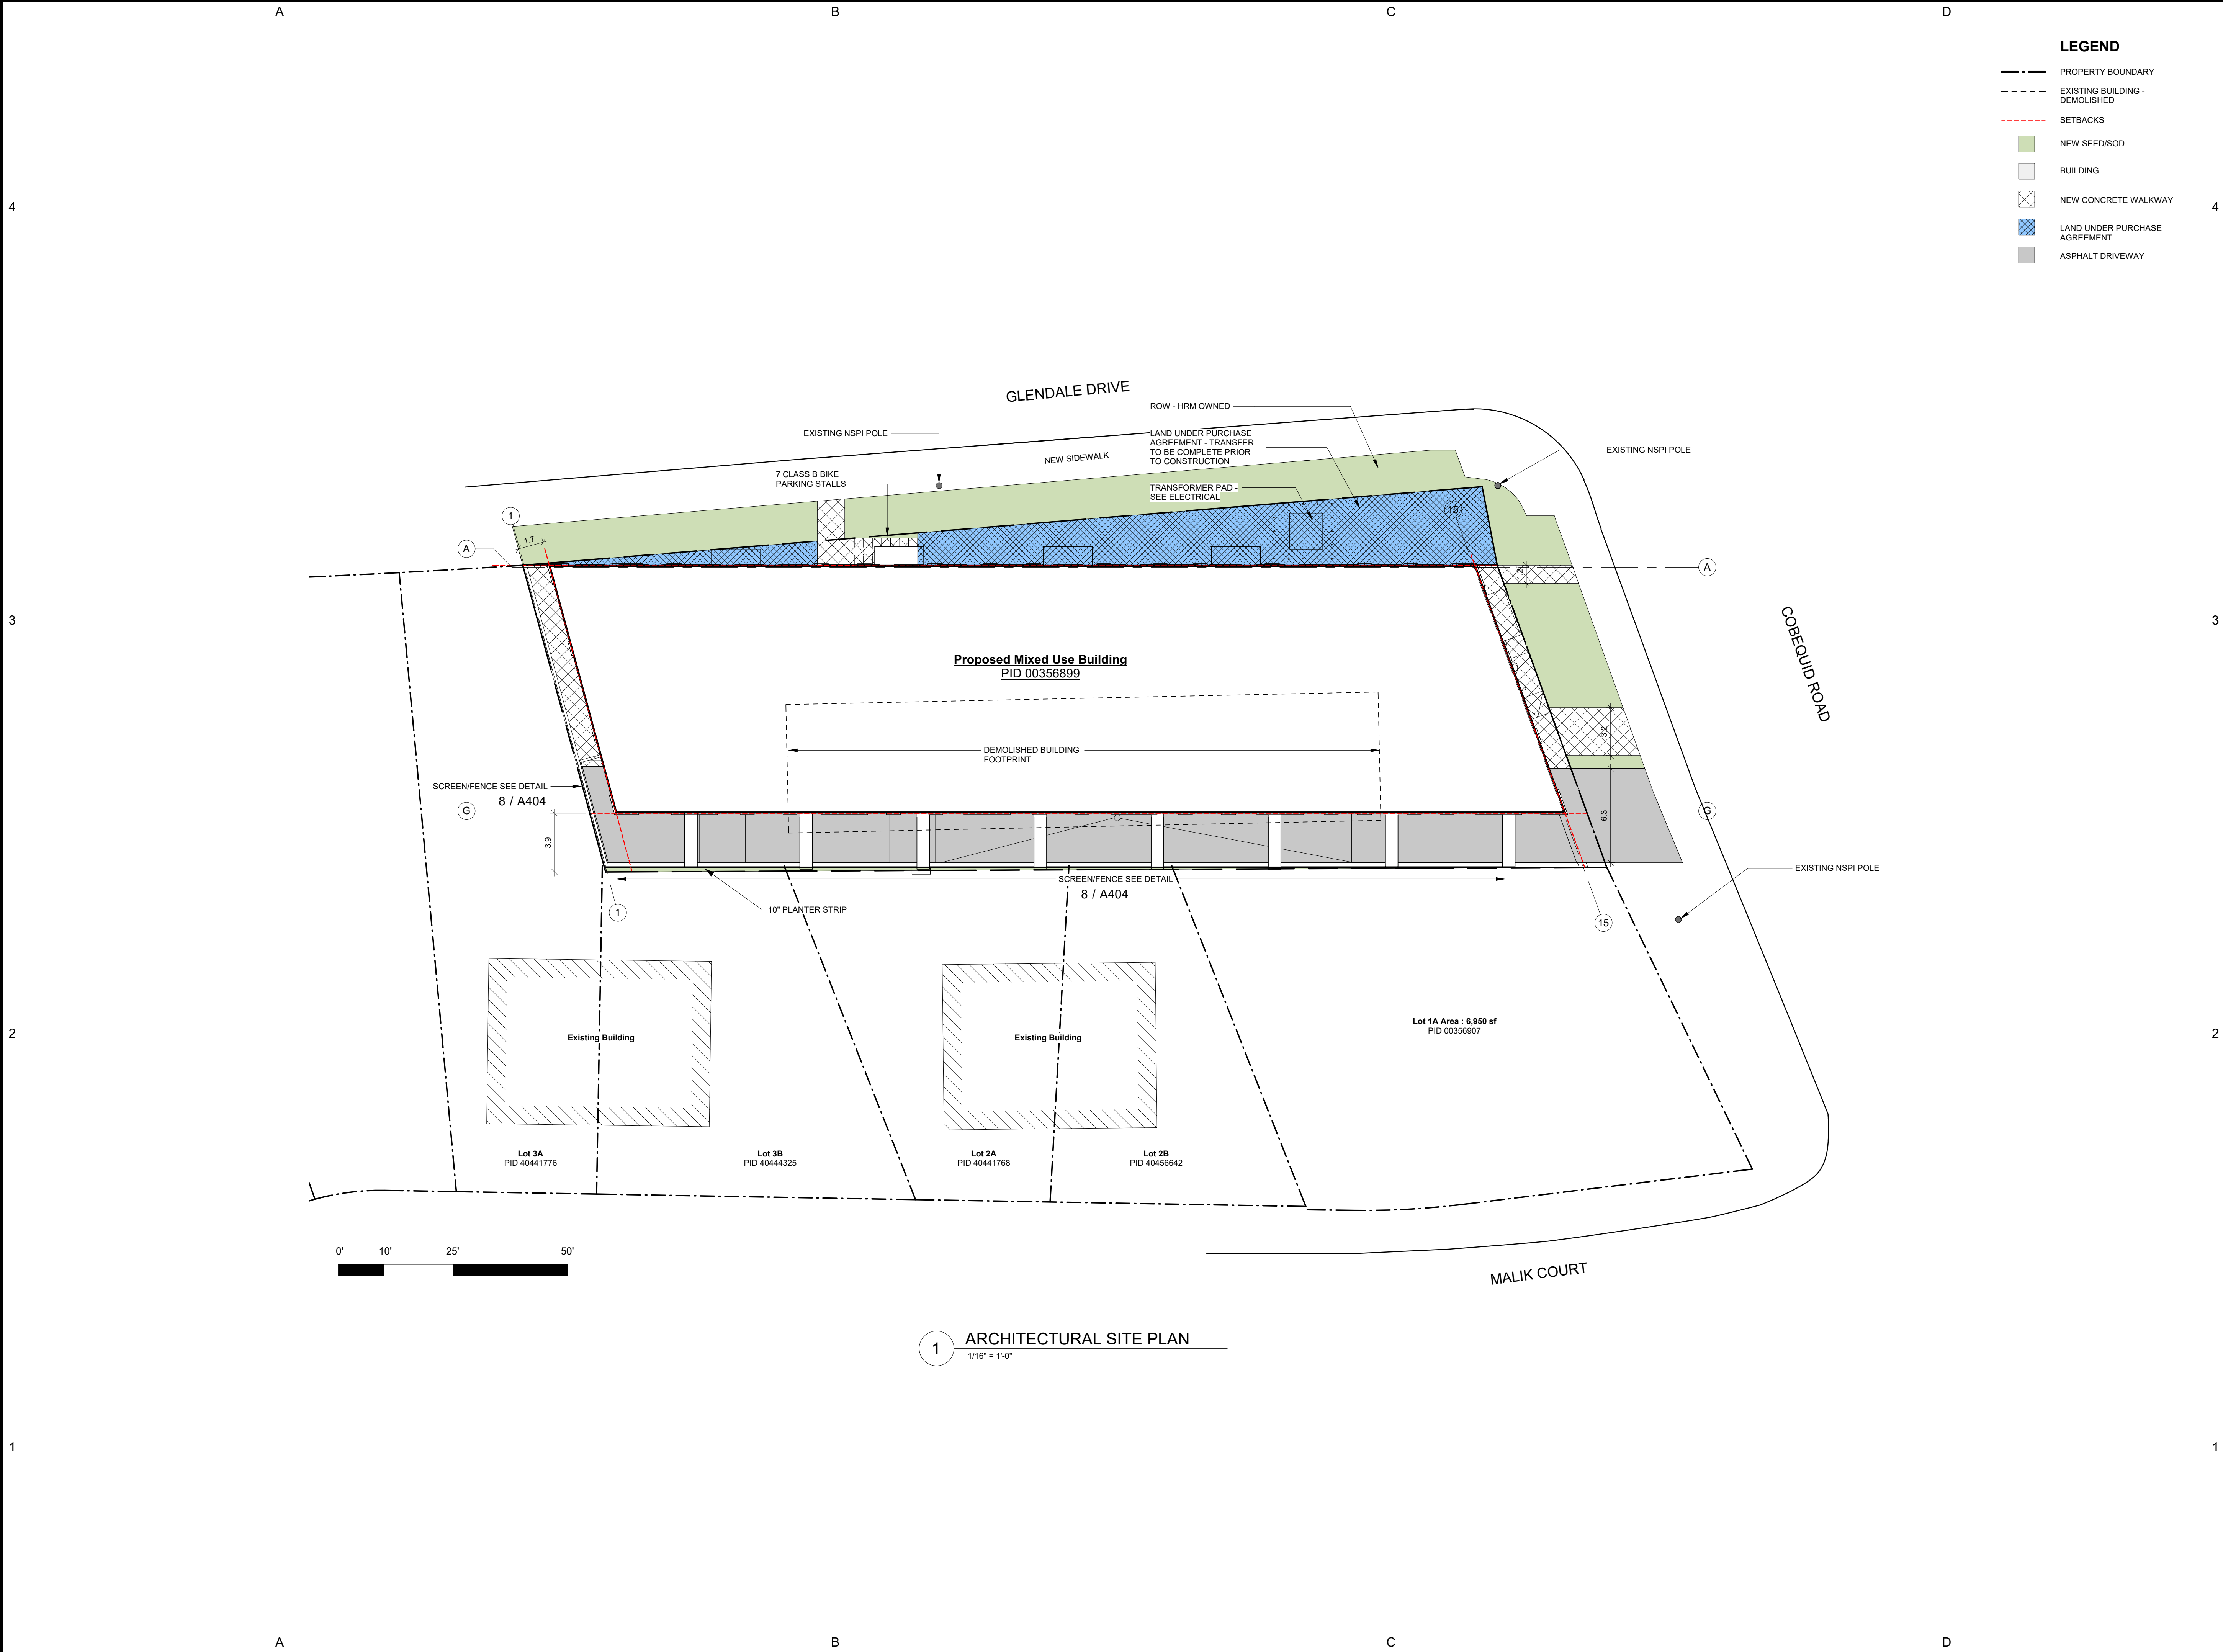 A B C D
LEGEND
PROPERTY BOUNDARY
EXISTING BUILDING -
DEMOLISHED
SETBACKS
NEW SEED/SOD
BUILDING
NEW CONCRETE WALKWAY
LAND UNDER PURCHASE
AGREEMENT
ASPHALT DRIVEWAY
4 4
GLENDALE DRIVE
ROW - HRM OWNED
EXISTING NSPI POLE
LAND UNDER PURCHASE
AGREEMENT - TRANSFER
TO BE COMPLETE PRIOR
TO CONSTRUCTION
EXISTING NSPI POLE
NEW SIDEWALK
7 CLASS B BIKE
PARKING STALLS
TRANSFORMER PAD -
SEE ELECTRICAL
1
15
1.7
A
A
1.2
3 3
COBEQUID ROAD
Proposed Mixed Use Building
PID 00356899
3.2
DEMOLISHED BUILDING
FOOTPRINT
SCREEN/FENCE SEE DETAIL
8 / A404
G
G
6.3
3.9
EXISTING NSPI POLE
SCREEN/FENCE SEE DETAIL
8 / A404
10" PLANTER STRIP
1
15
Lot 1A Area : 6,950 sf
PID 00356907
2 2
Existing Building
Existing Building
Lot 3A
PID 40441776
Lot 3B
PID 40444325
Lot 2A
PID 40441768
Lot 2B
PID 40456642
0' 10' 25' 50'
MALIK COURT
1
ARCHITECTURAL SITE PLAN
1/16" = 1'-0"
1 1
A B C D